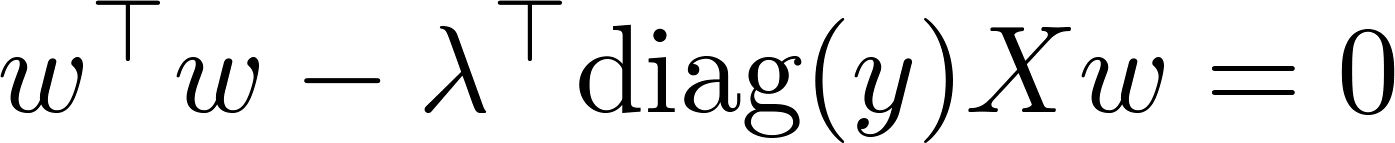 w⊤w − λ⊤diag(y)Xw = 0